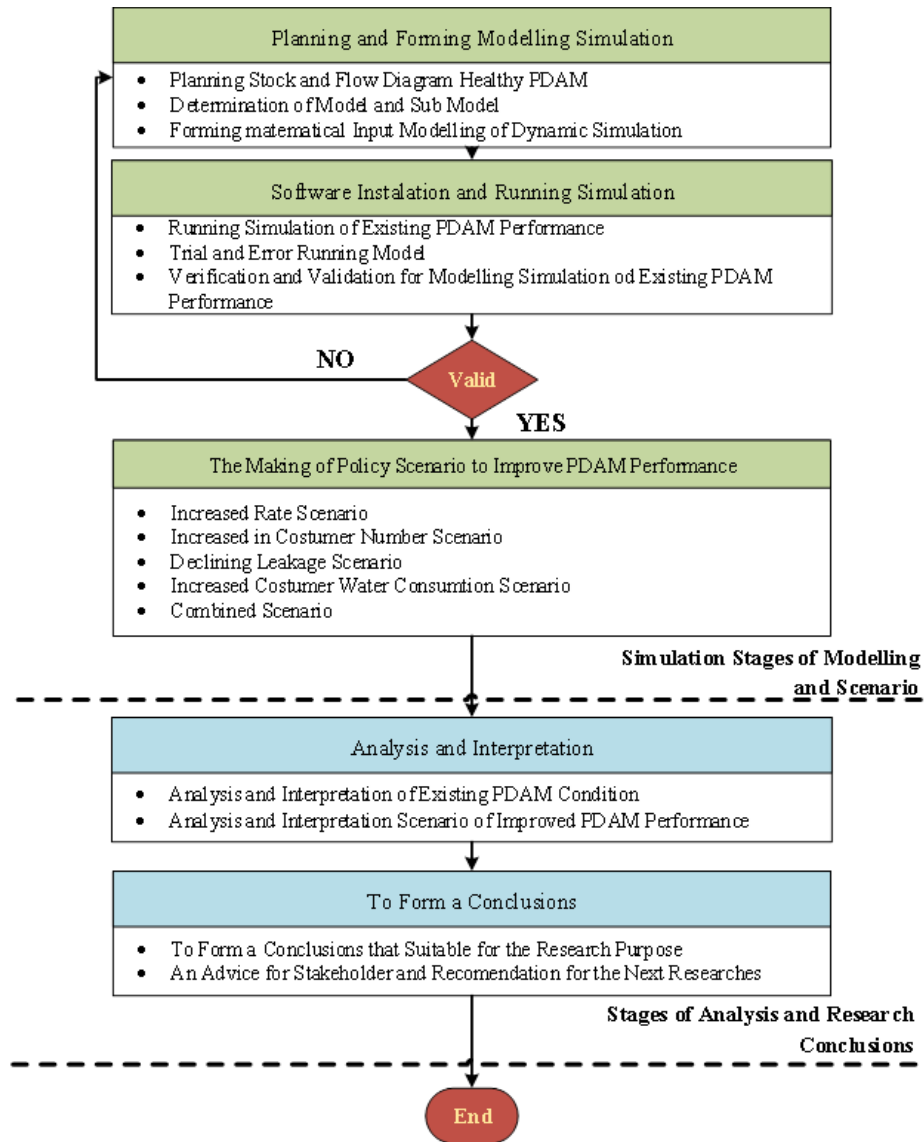 Planning and Forming Modelling Simulation
• Planning Stock and Flow Diagram Healthy PDAM
• Determination of Model and Sub Model
• Forming matematical Input Modelling of Dynamic Simulation
Software Instalation and Running Simulation
• Running Simulation of Existing PDAM Performance
• Trial and Error Running Model
• Verification and Validation for Modelling Simulation od Existing PDAM
Performance
NO
Valid
YES
The Making of Policy Scenario to Improve PDAM Performance
• Increased Rate Scenario
• Increased in Costumer Number Scenario
• Declining Leakage Scenario
• Increased Costumer Water Consumtion Scenario
• Combined Scenario
Simulation Stages of Modelling
and Scenario
Analysis and Interpretation
• Analysis and Interpretation of Existing PDAM Condition
• Analysis and Interpretation Scenario of Improved PDAM Performance
To Form a Conclusions
• To Form a Conclusions that Suitable for the Research Purpose
• An Advice for Stakeholder and Recomendation for the Next Researches
Stages of Analysis and Research
Conclusions
End